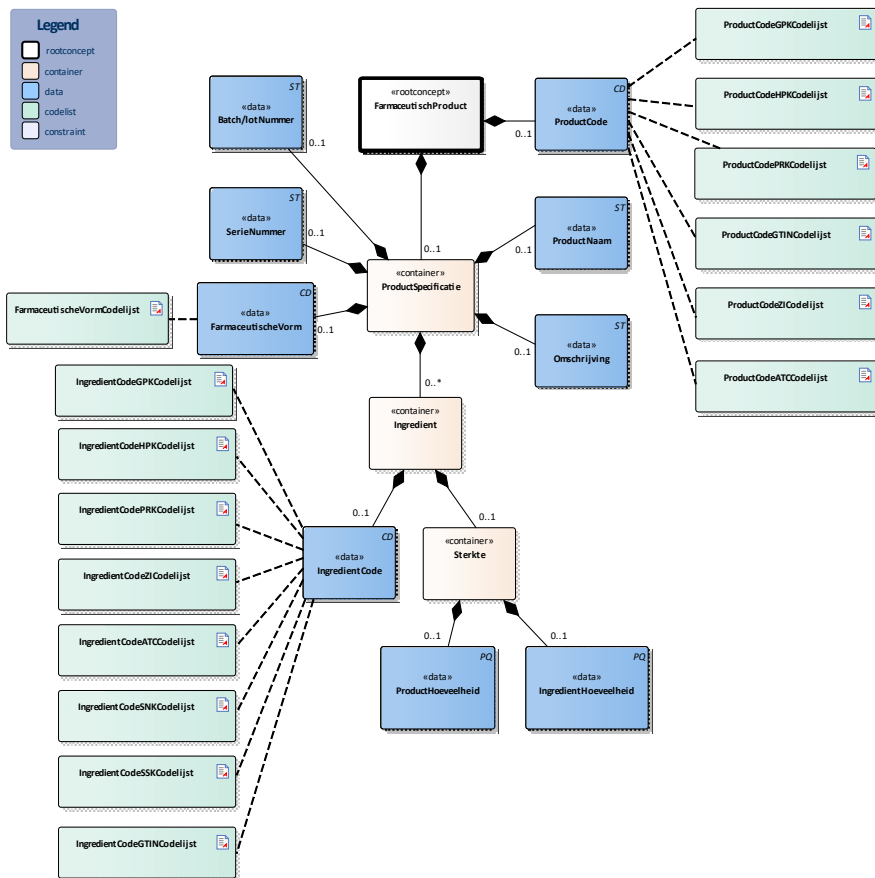 Legend
rootconcept
container
data
codelist
constraint
ST
«data»
Batch/lotNummer
0..1
«rootconcept»
FarmaceutischProduct
CD
«data»
ProductCode
0..1
ProductCodeGPKCodelijst
ProductCodeHPKCodelijst
ProductCodePRKCodelijst
ProductCodeGTINCodelijst
ProductCodeZICodelijst
ProductCodeATCCodelijst
ST
«data»
SerieNummer
0..1
0..1
«container»
ProductSpecificatie
ST
«data»
ProductNaam
0..1
FarmaceutischeVormCodelijst
CD
«data»
FarmaceutischeVorm
0..1
ST
«data»
Omschrijving
0..1
0..*
«container»
Ingredient
IngredientCodeGPKCodelijst
IngredientCodeHPKCodelijst
IngredientCodePRKCodelijst
IngredientCodeZICodelijst
IngredientCodeATCCodelijst
IngredientCodeSNKCodelijst
IngredientCodeSSKCodelijst
IngredientCodeGTINCodelijst
0..1
CD
«data»
IngredientCode
0..1
«container»
Sterkte
0..1
PQ
«data»
ProductHoeveelheid
0..1
PQ
«data»
IngredientHoeveelheid